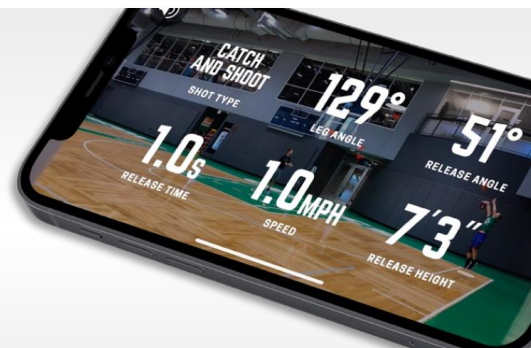 CATCH
AND SHOOT
SHOT TYPE
129°
LEG ANGLE
51°
RELEASE ANGLE
1.0s
RELEASE TIME
1.0MPH
SPEED
7'3"
RELEASE HEIGHT